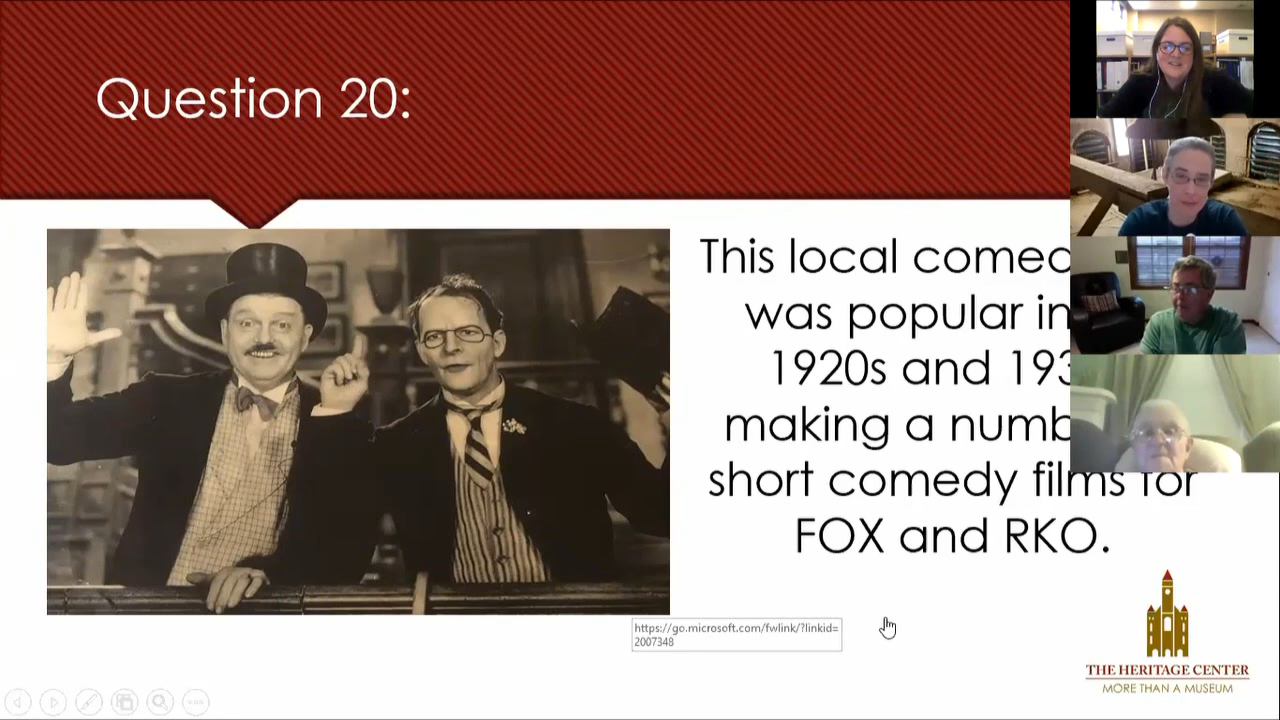 Question 20:
This local comed
was popular in
1920s and 193
making a numb
short comedy films for
FOX and RKO.
https://go.microsoft.com/fwlink/?linkid=
2007348
THE HERITAGE CENTER
MORE THAN A MUSEUM